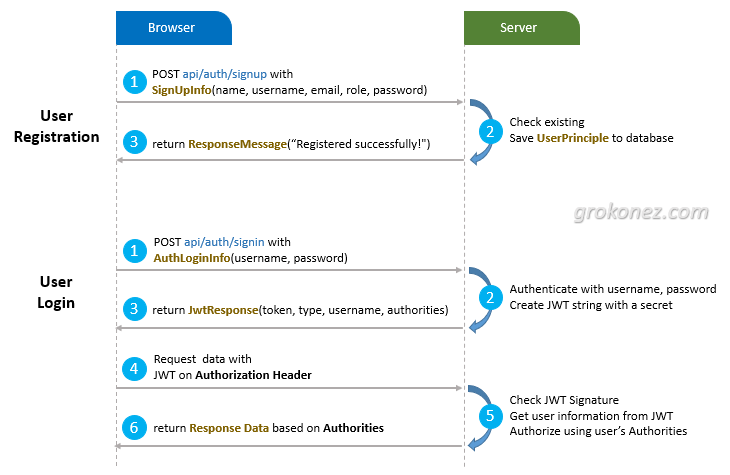 Browser
Server
User
Registration
1
POST api/auth/signup with
SignUpInfo(name, username, email, role, password)
2
Check existing
Save UserPrinciple to database
3
return ResponseMessage(“Registered successfully!")
grokonez.com
User
Login
1
POST api/auth/signin with
AuthLoginInfo(username, password)
2
Authenticate with username, password
Create JWT string with a secret
3
return JwtResponse(token, type, username, authorities)
4
Request data with
JWT on Authorization Header
5
Check JWT Signature
Get user information from JWT
Authorize using user’s Authorities
6
return Response Data based on Authorities